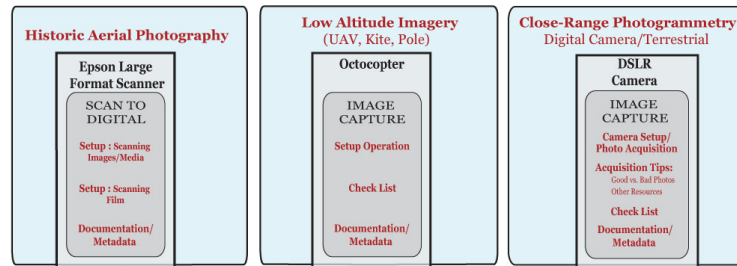 Historic Aerial Photography
Epson Large
Format Scanner
SCAN TO
DIGITAL
Setup : Scanning
Images/Media
Setup : Scanning
Film
Documentation/
Metadata
Low Altitude Imagery
(UAV, Kite, Pole)
Octocopter
IMAGE
CAPTURE
Setup Operation
Check List
Documentation/
Metadata
Close-Range Photogrammetry
Digital Camera/Terrestrial
DSLR
Camera
IMAGE
CAPTURE
Camera Setup/
Photo Acquisition
Acquisition Tips:
Good vs. Bad Photos
Other Resources
Check List
Documentation/
Metadata